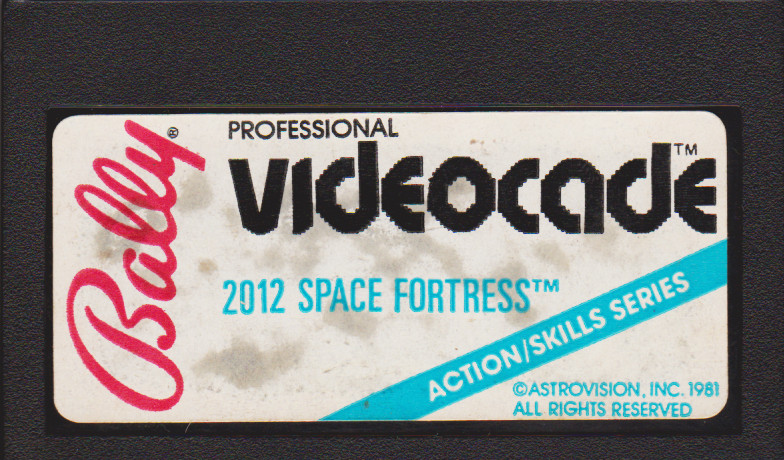 Bally®
PROFESSIONAL
VIDEOCADE™
2012 SPACE FORTRESS™
ACTION/SKILLS SERIES
©ASTROVISION, INC. 1981
ALL RIGHTS RESERVED